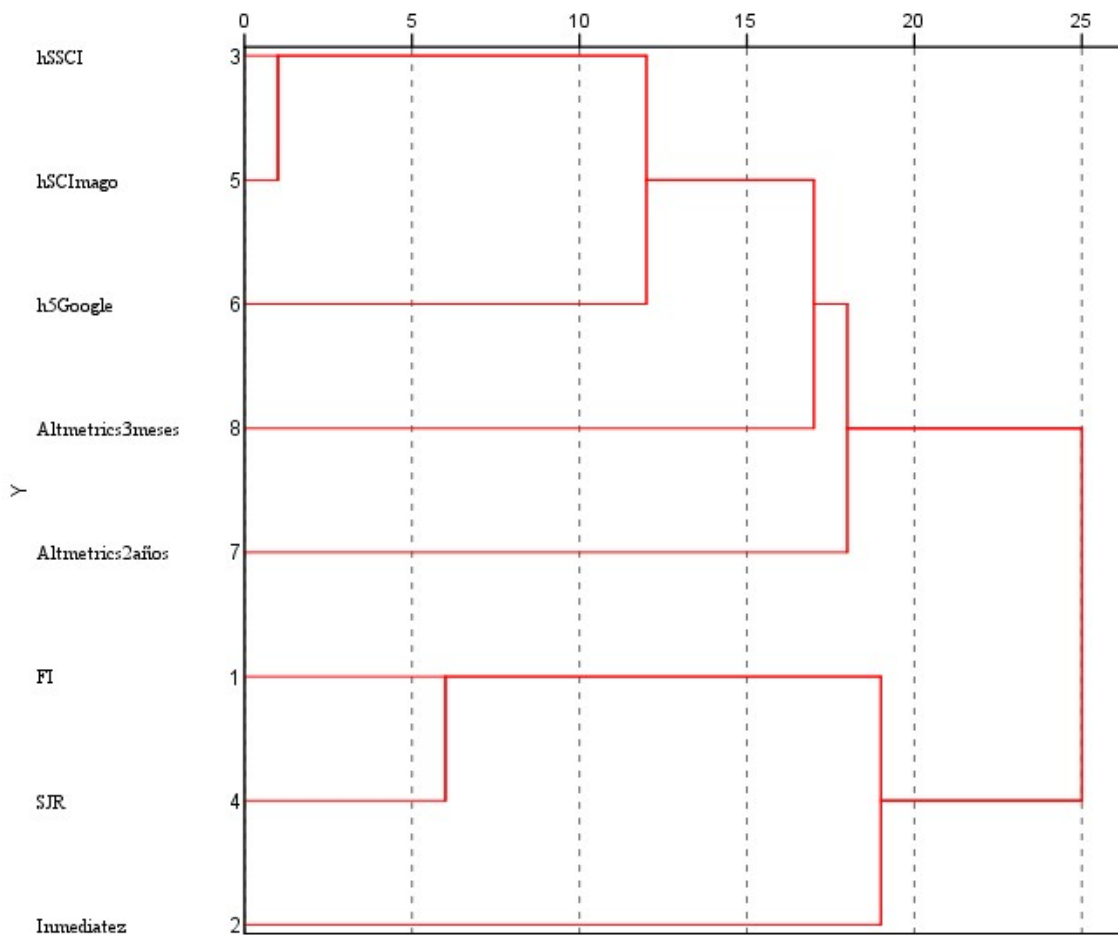 0 5 10 15 20 25
hSSCI 3
hSCImago 5
h5Google 6
Altmetrics3meses 8
Y
Altmetrics2años 7
FI 1
SJR 4
Inmediatez 2